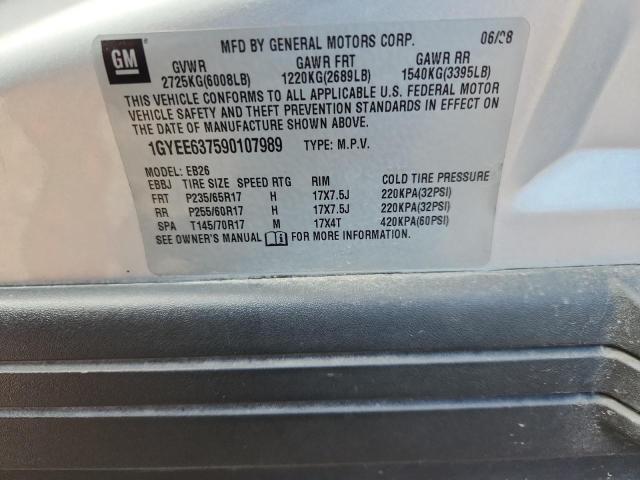 GM
MFD BY GENERAL MOTORS CORP. 06/08
GVWR GAWR FRT GAWR RR
2725KG(6008LB) 1220KG(2689LB) 1540KG(3395LB)
THIS VEHICLE CONFORMS TO ALL APPLICABLE U.S. FEDERAL MOTOR
VEHICLE SAFETY AND THEFT PREVENTION STANDARDS IN EFFECT ON
THE DATE OF MANUFACTURE SHOWN ABOVE.
1GYEE637590107989 TYPE: M.P.V.
MODEL: EB26
EBBJ TIRE SIZE SPEED RTG RIM COLD TIRE PRESSURE
FRT P235/65R17 H 17X7.5J 220KPA(32PSI)
RR P255/60R17 H 17X7.5J 220KPA(32PSI)
SPA T145/70R17 M 17X4T 420KPA(60PSI)
SEE OWNER'S MANUAL FOR MORE INFORMATION.